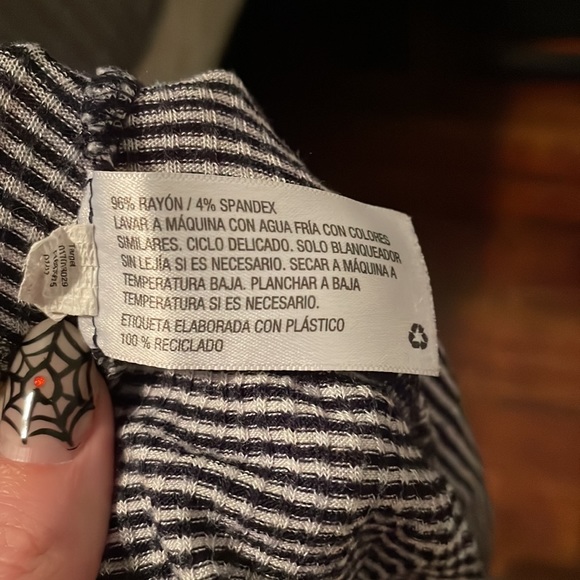 96% RAYÓN / 4% SPANDEX
LAVAR A MÁQUINA CON AGUA FRÍA CON COLORES
SIMILARES. CICLO DELICADO. SOLO BLANQUEADOR
SIN LEJÍA SI ES NECESARIO. SECAR A MÁQUINA A
TEMPERATURA BAJA. PLANCHAR A BAJA
TEMPERATURA SI ES NECESARIO.
ETIQUETA ELABORADA CON PLÁSTICO
100 % RECICLADO